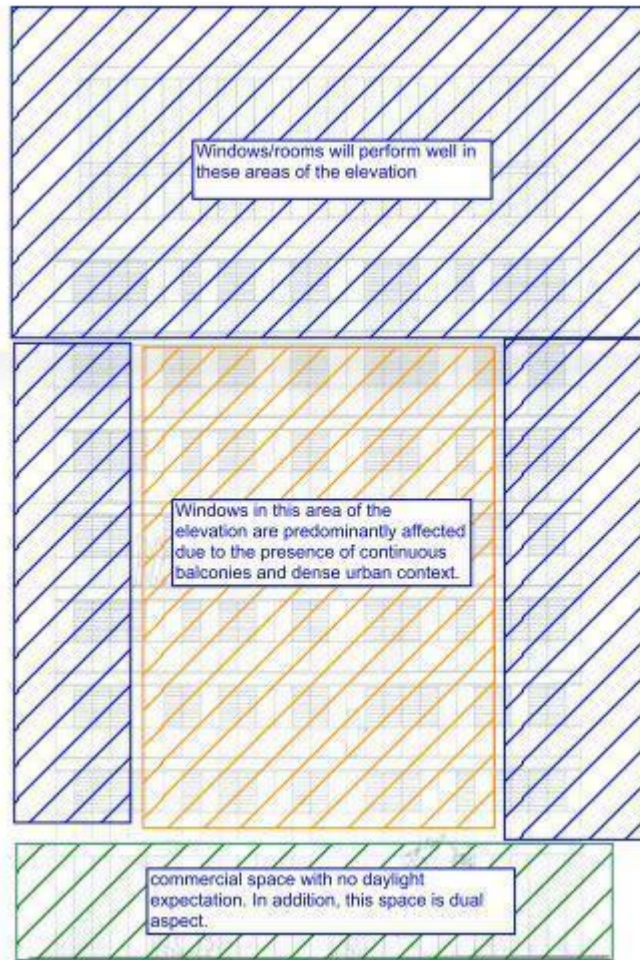 Windows/rooms will perform well in
these areas of the elevation
Windows in this area of the
elevation are predominantly affected
due to the presence of continuous
balconies and dense urban context.
commercial space with no daylight
expectation. In addition, this space is dual
aspect.